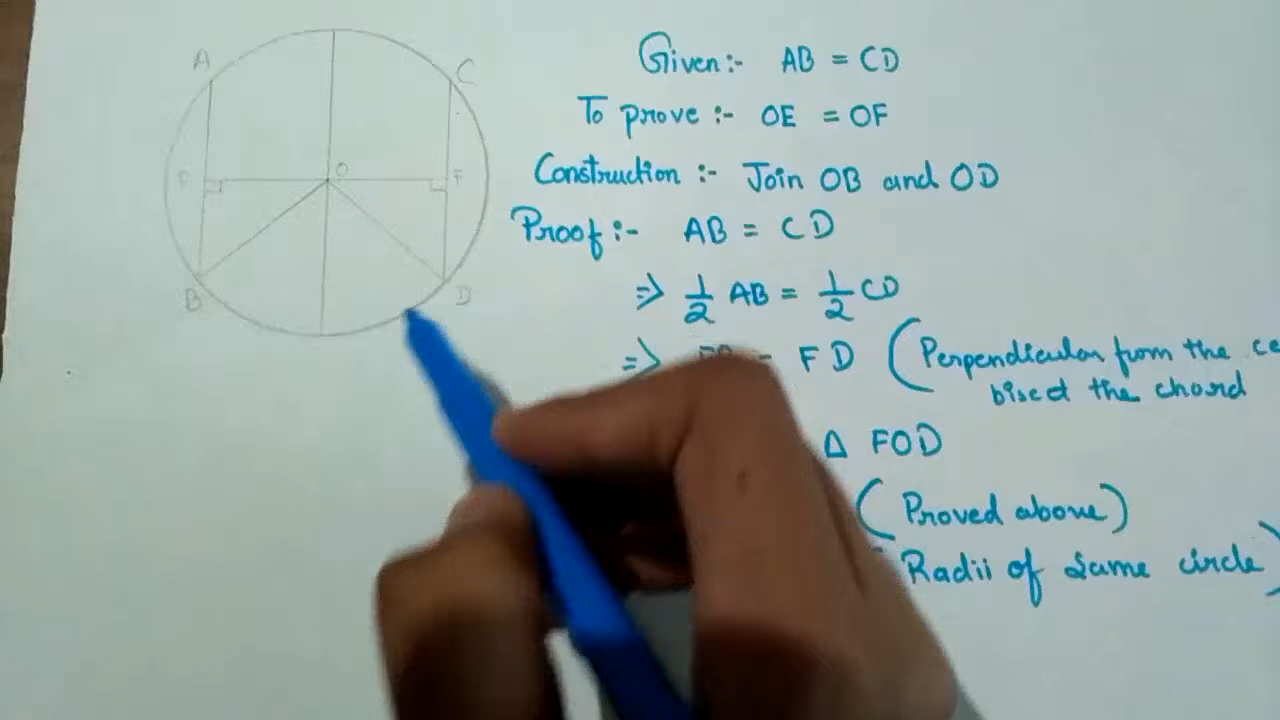 A
C
Given:- AB = CD
To prove :- OE = OF
Construction :- Join OB and OD
O
F
Proof :- AB = CD
B
D
=> 1/2 AB = 1/2 CD
=> = FD (Perpendicular from the
bisect the chord
Δ FOD
(Proved above)
Radii of same circle)